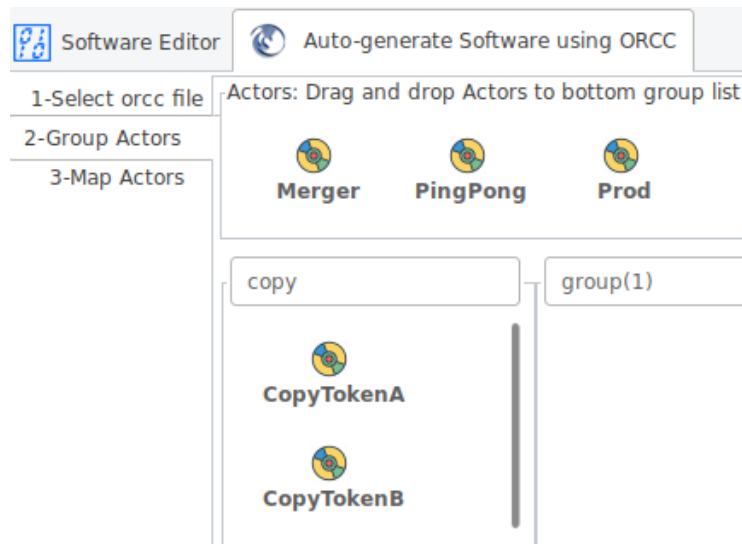 Software Editor
Auto-generate Software using ORCC
1-Select orcc file
2-Group Actors
3-Map Actors
Actors: Drag and drop Actors to bottom group list
Merger PingPong Prod
copy
group(1)
CopyTokenA
CopyTokenB